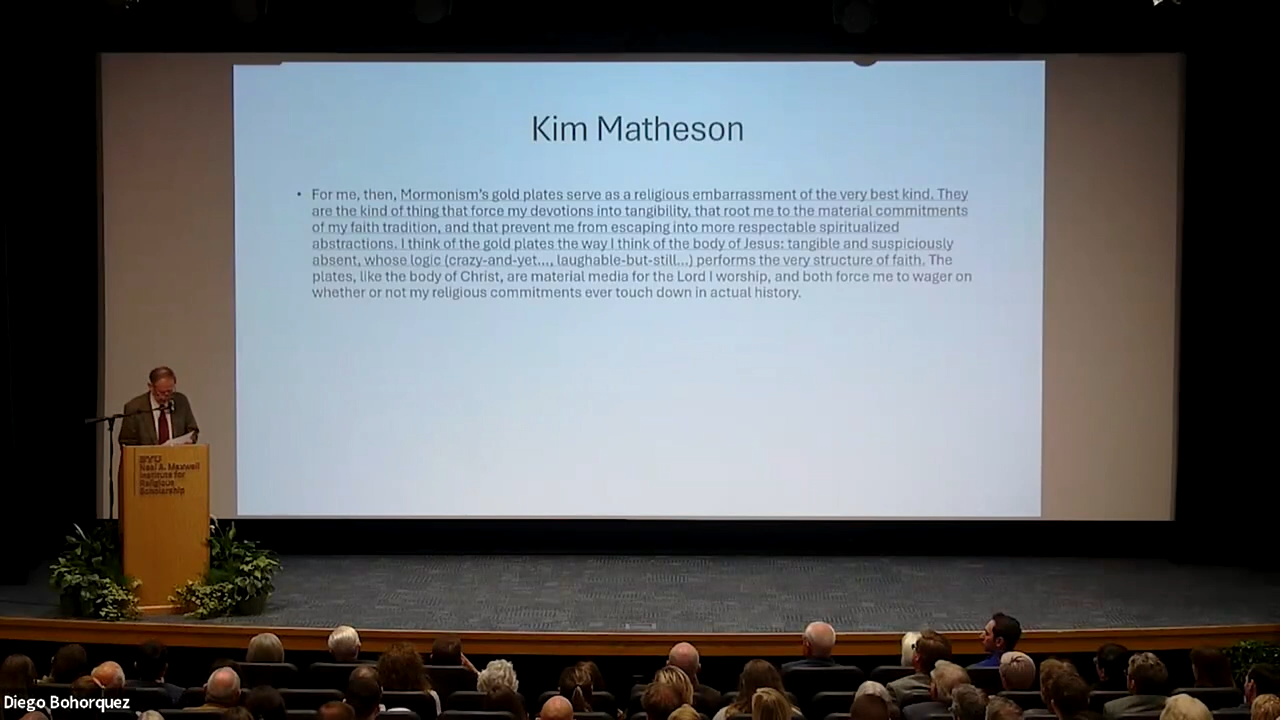 Kim Matheson
• For me, then, Mormonism's gold plates serve as a religious embarrassment of the very best kind. They
are the kind of thing that force my devotions into tangibility, that root me to the material commitments
of my faith tradition, and that prevent me from escaping into more respectable spiritualized
abstractions. I think of the gold plates the way I think of the body of Jesus: tangible and suspiciously
absent, whose logic (crazy-and-yet..., laughable-but-still...) performs the very structure of faith. The
plates, like the body of Christ, are material media for the Lord I worship, and both force me to wager on
whether or not my religious commitments ever touch down in actual history.
BYU
Neal A. Maxwell
Institute for
Religious
Scholarship
Diego Bohorquez